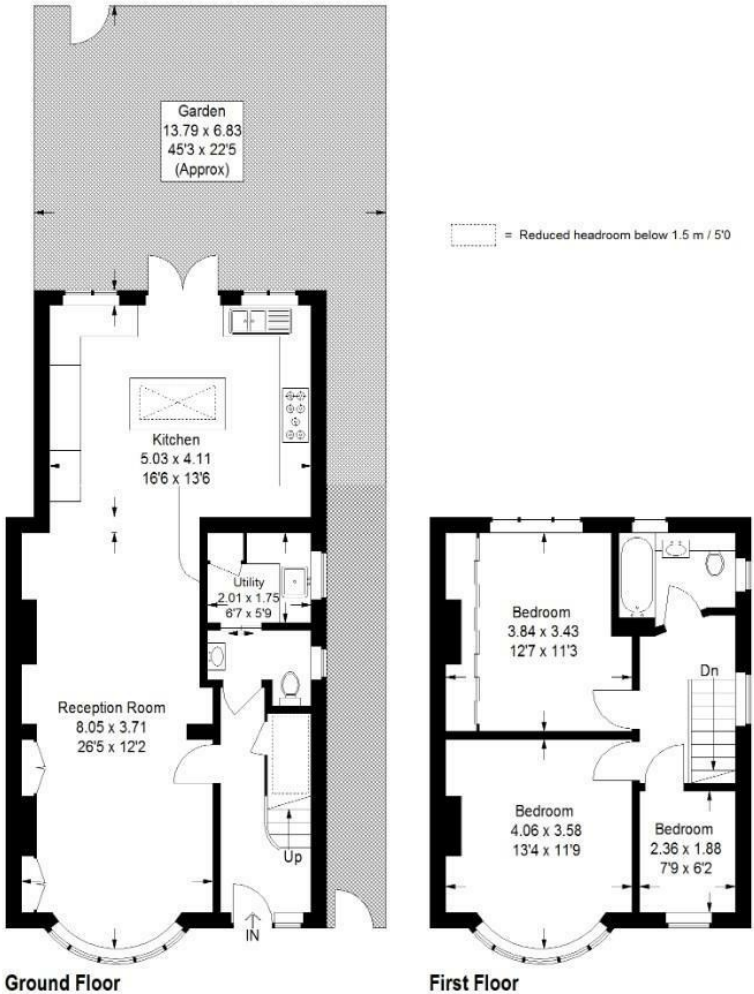 Garden
13.79 x 6.83
45'3 x 22'5
(Approx)
= Reduced headroom below 1.5 m / 5'0
Kitchen
5.03 x 4.11
16'6 x 13'6
Utility
2.01 x 1.75
6'7 x 5'9
Reception Room
8.05 x 3.71
26'5 x 12'2
Up
IN
Ground Floor
Bedroom
3.84 x 3.43
12'7 x 11'3
Dn
Bedroom
4.06 x 3.58
13'4 x 11'9
Bedroom
2.36 x 1.88
7'9 x 6'2
First Floor